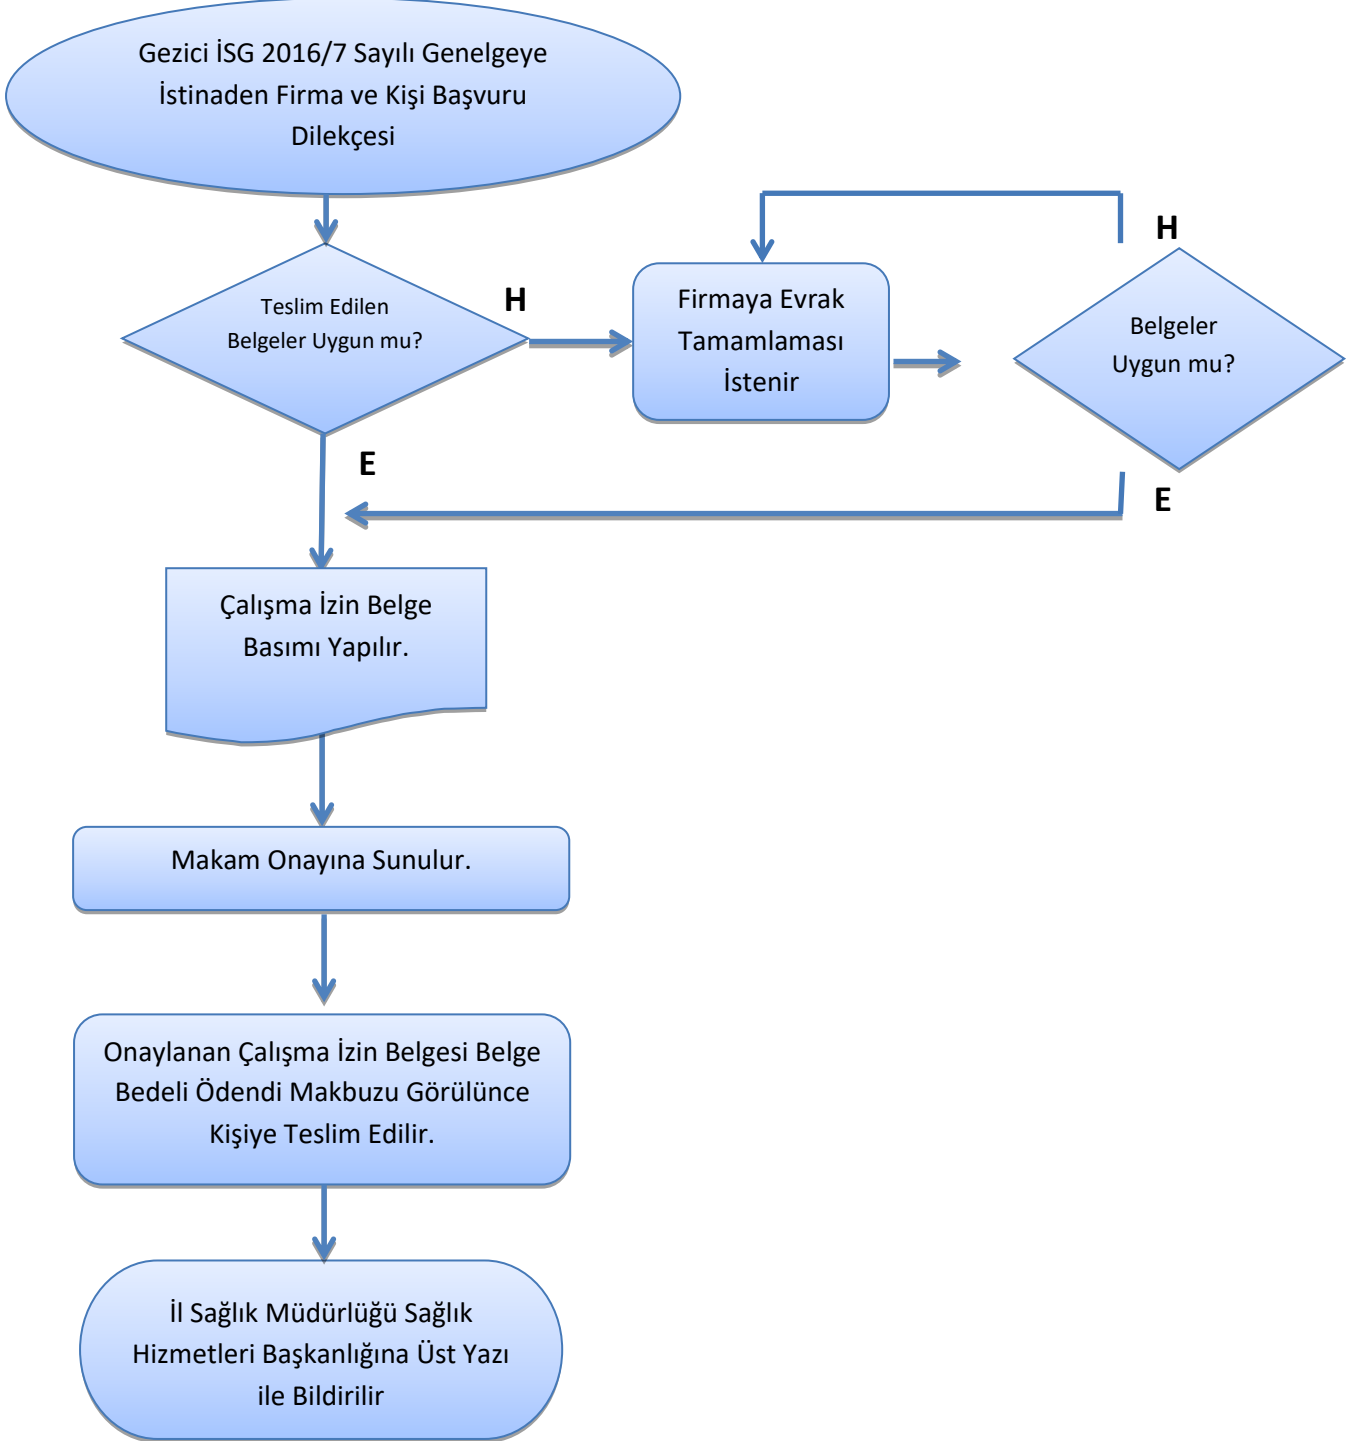 Gezici İSG 2016/7 Sayılı Genelgeye
İstinaden Firma ve Kişi Başvuru
Dilekçesi
Teslim Edilen
Belgeler Uygun mu?
H
Firmaya Evrak
Tamamlaması
İstenir
H
Belgeler
Uygun mu?
E
E
Çalışma İzin Belge
Basımı Yapılır.
Makam Onayına Sunulur.
Onaylanan Çalışma İzin Belgesi Belge
Bedeli Ödendi Makbuzu Görülünce
Kişiye Teslim Edilir.
İl Sağlık Müdürlüğü Sağlık
Hizmetleri Başkanlığına Üst Yazı
ile Bildirilir